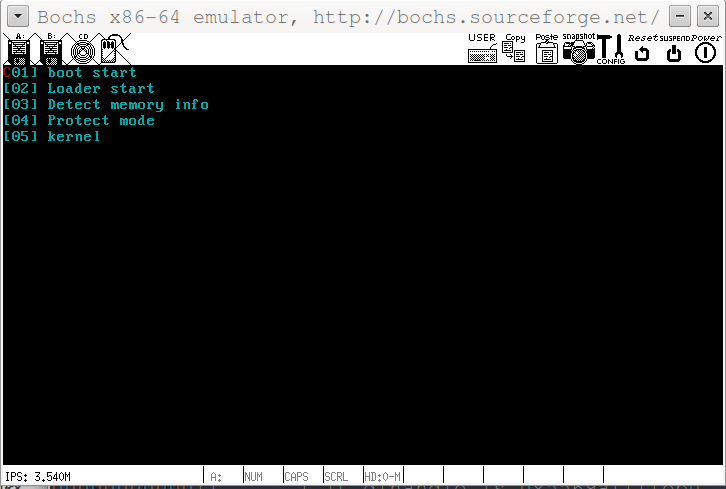 Bochs x86-64 emulator, http://bochs.sourceforge.net/
A: B: CD USER Copy Paste snapshot CONFIG Reset SUSPEND Power
C01] boot start
[02] Loader start
[03] Detect memory info
[04] Protect mode
[05] kernel
IPS: 3.540M A: NUM CAPS SCRL HD:0-M